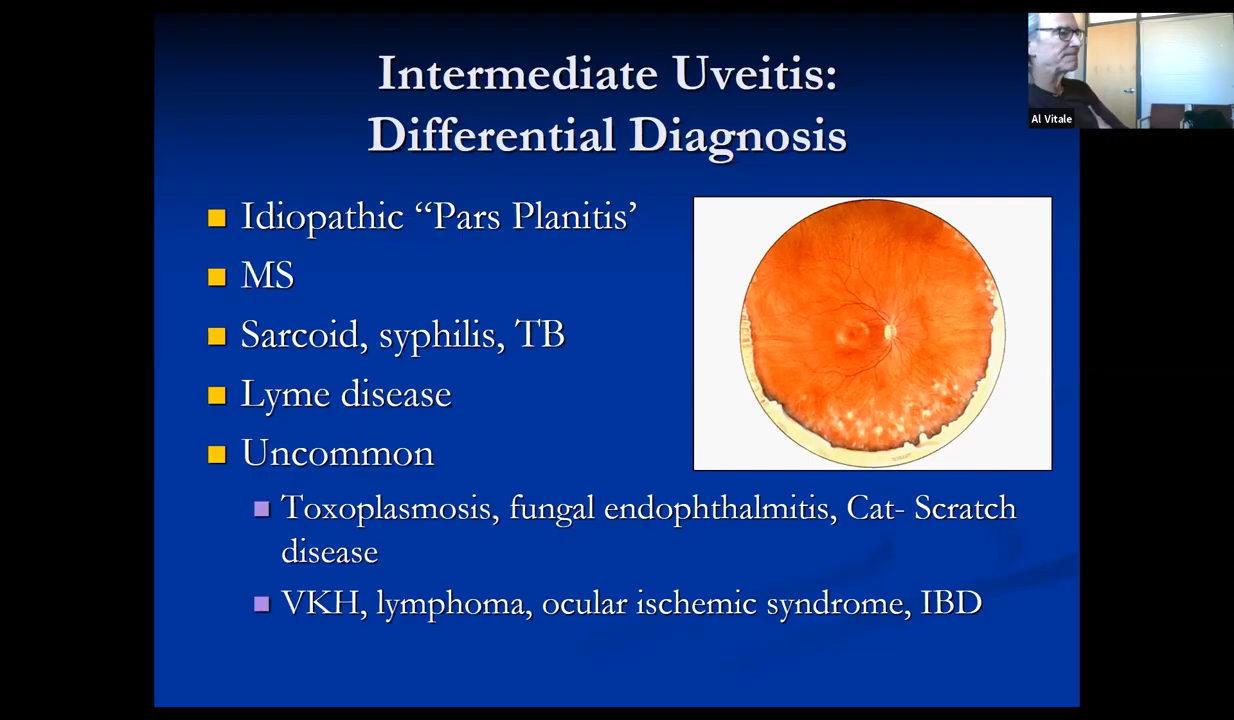 Intermediate Uveitis:
Differential Diagnosis
Al Vitale
Idiopathic “Pars Planitis’
MS
Sarcoid, syphilis, TB
Lyme disease
Uncommon
Toxoplasmosis, fungal endophthalmitis, Cat- Scratch
disease
VKH, lymphoma, ocular ischemic syndrome, IBD